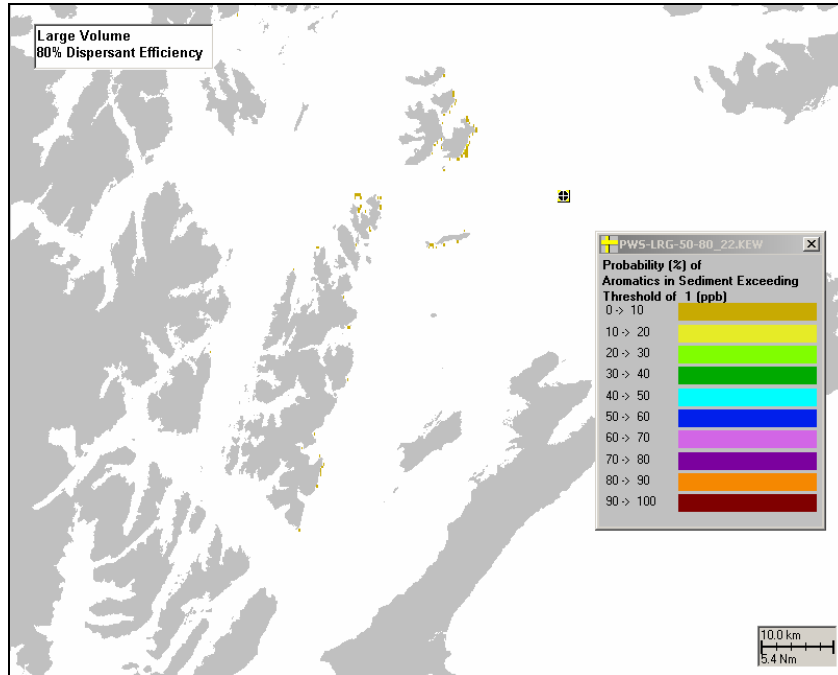 Large Volume
80% Dispersant Efficiency
PWS-LRG-50-80_22.KEW
Probability (%) of
Aromatics in Sediment Exceeding
Threshold of 1 (ppb)
0 -> 10
10 -> 20
20 -> 30
30 -> 40
40 -> 50
50 -> 60
60 -> 70
70 -> 80
80 -> 90
90 -> 100
10.0 km
5.4 Nm